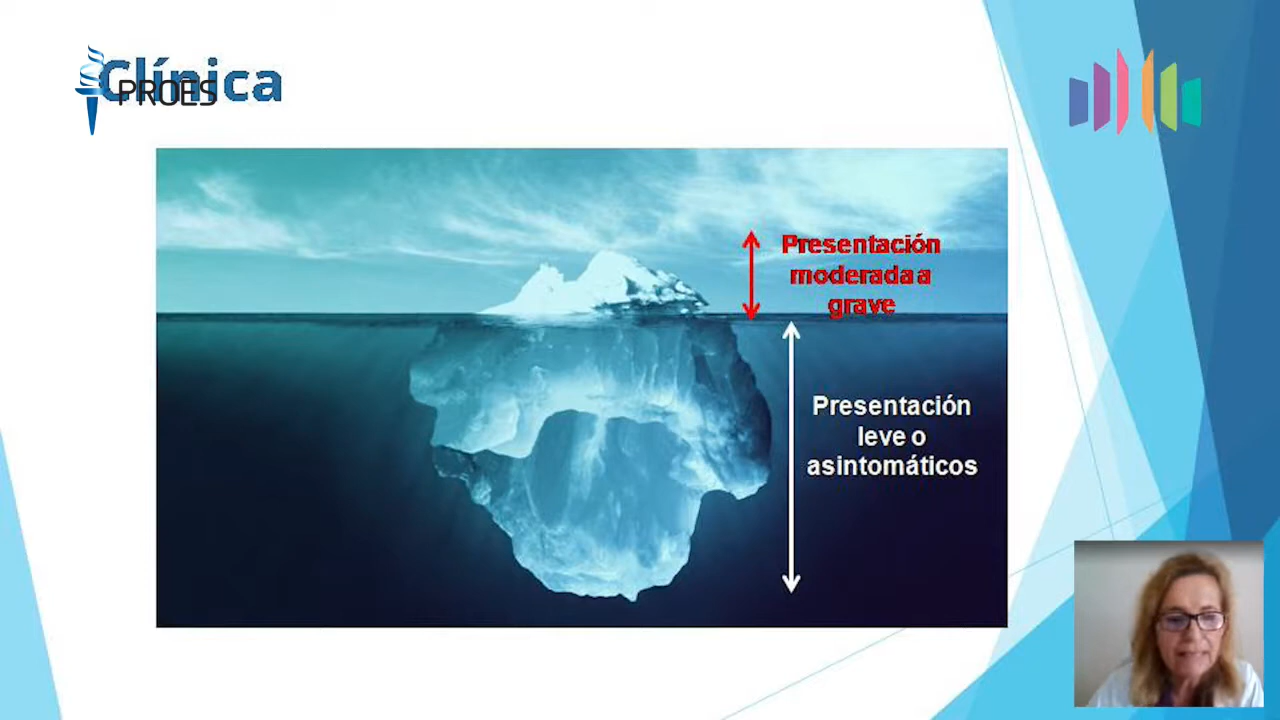 Clínica
PROES
Presentación
moderada a
grave
Presentación
leve o
asintomáticos